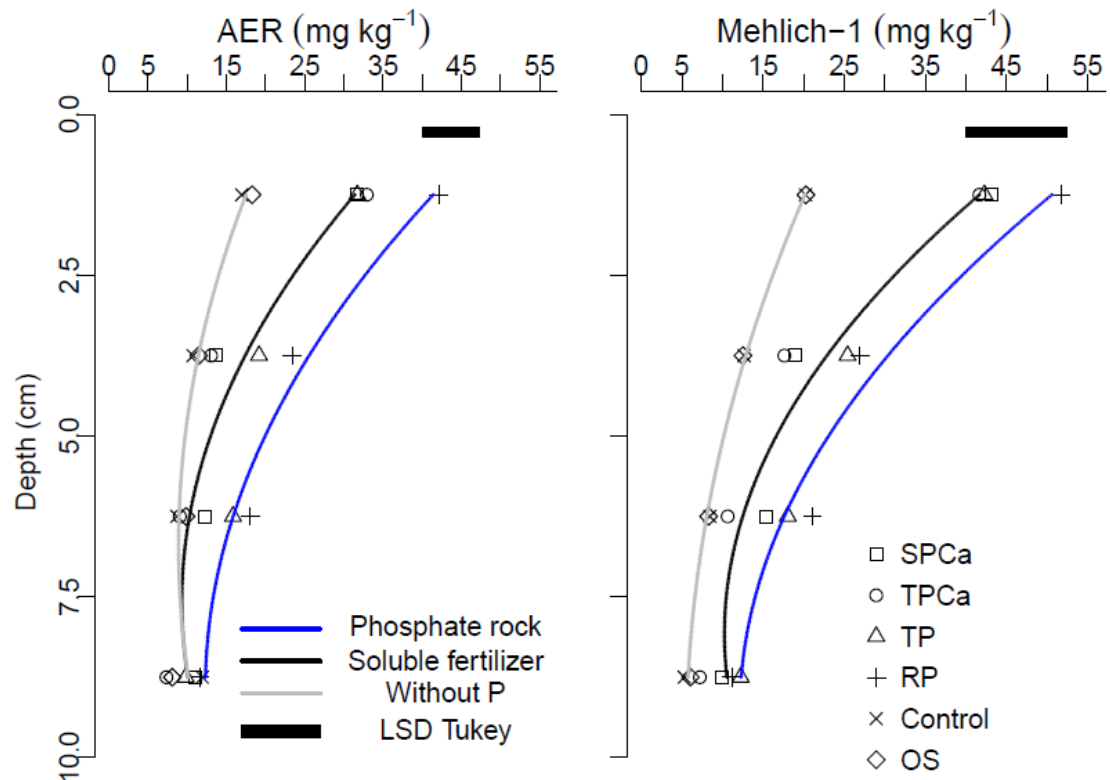 AER (mg kg⁻¹)
0 5 15 25 35 45 55
Mehlich−1 (mg kg⁻¹)
0 5 15 25 35 45 55
Depth (cm)
0.0
2.5
5.0
7.5
10.0
Phosphate rock
Soluble fertilizer
Without P
LSD Tukey
SPCa
TPCa
TP
RP
Control
OS